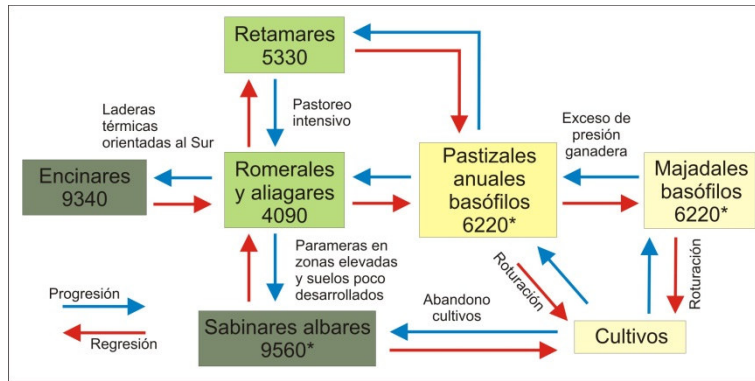 Retamares
5330
Laderas
térmicas
orientadas al Sur
Pastoreo
intensivo
Exceso de
presión
ganadera
Encinares
9340
Romerales
y aliagares
4090
Pastizales
anuales
basófilos
6220*
Majadales
basófilos
6220*
Parameras en
zonas elevadas
y suelos poco
desarrollados
Roturación
Roturación
Progresión
Regresión
Sabinares albares
9560*
Abandono
cultivos
Cultivos